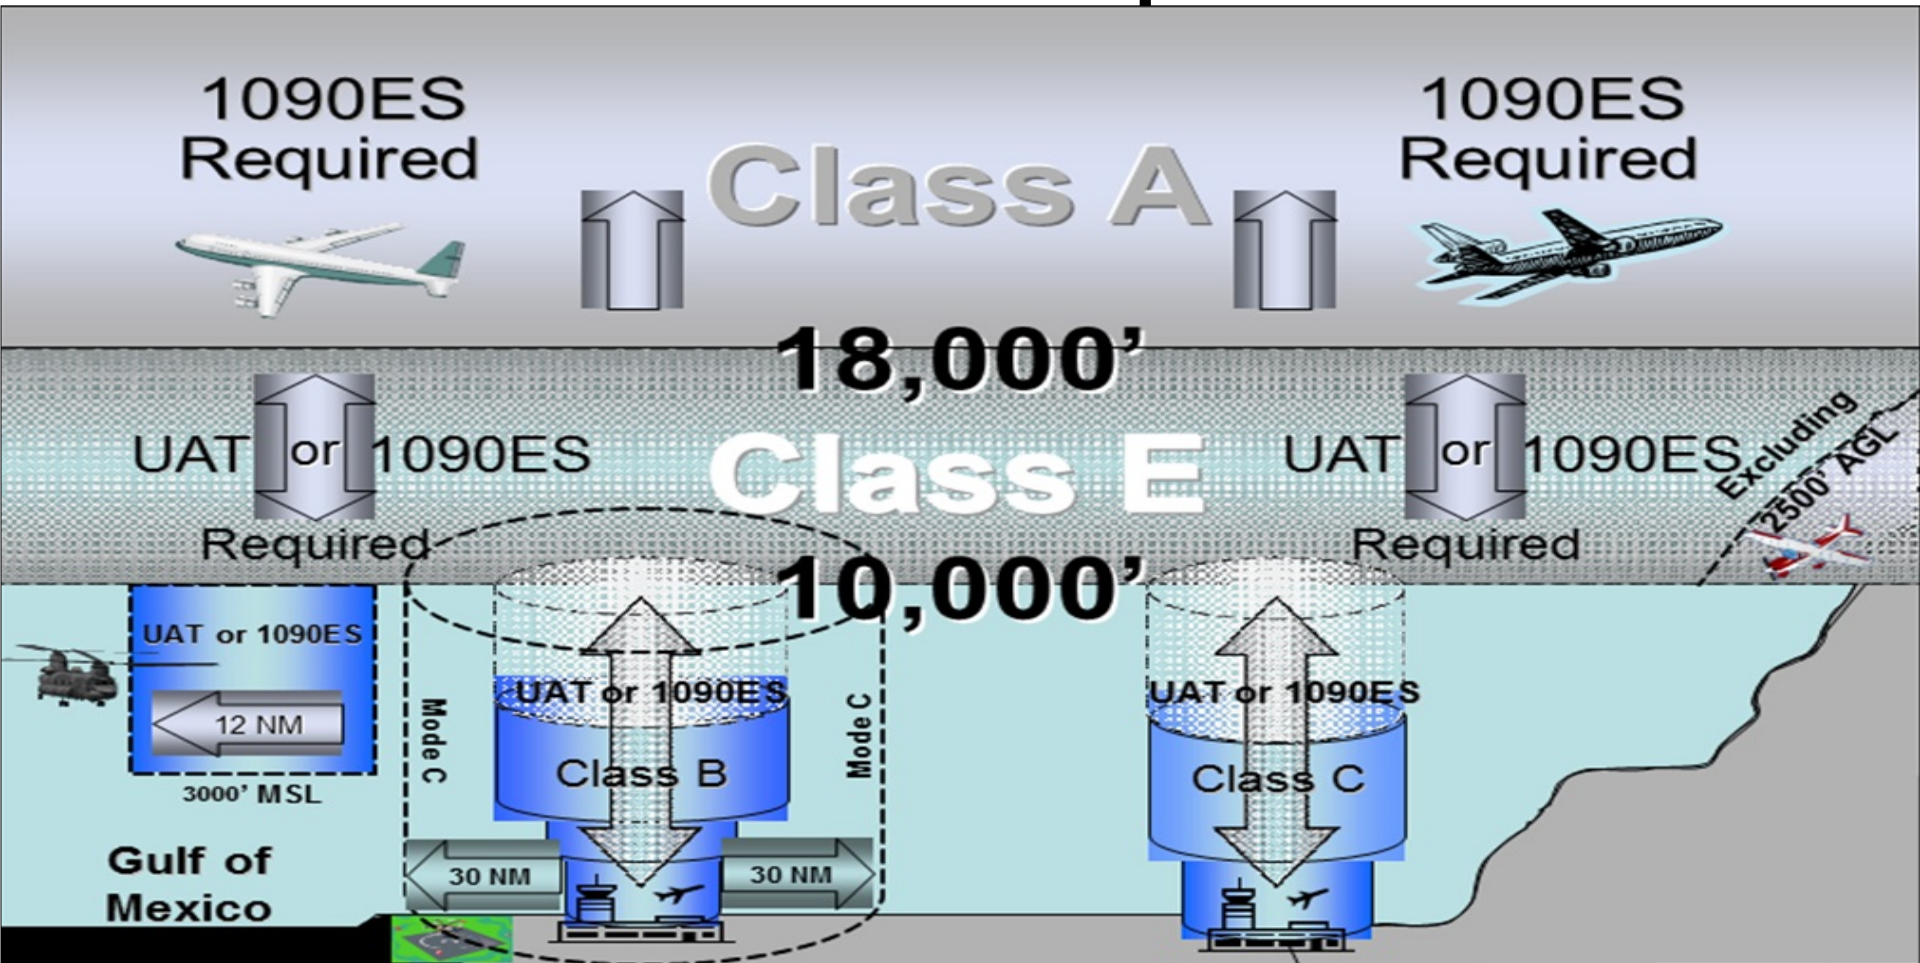 1090ES
Required
1090ES
Required
Class A
18,000’
UAT or 1090ES
Required
Class E
UAT or 1090ES
Required
Excluding
2500’ AGL
10,000’
UAT or 1090ES
12 NM
3000’ MSL
Gulf of
Mexico
Mode C
UAT or 1090ES
Class B
Mode C
30 NM
30 NM
UAT or 1090ES
Class C